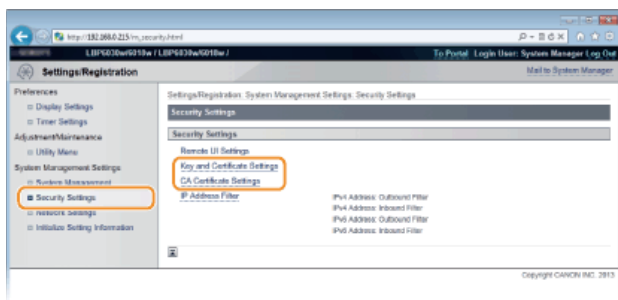 http://192.168.0.215/m_security.html
LBP6030w/6018w / LBP6030w/6018w /
To Portal Login User: System Manager Log Out
Settings/Registration
Mail to System Manager
Preferences
Display Settings
Timer Settings
Adjustment/Maintenance
Utility Menu
System Management Settings
System Management
Security Settings
Network Settings
Initialize Setting Information
Settings/Registration: System Management Settings: Security Settings
Security Settings
Security Settings
Remote UI Settings
Key and Certificate Settings
CA Certificate Settings
IP Address Filter
IPv4 Address: Outbound Filter
IPv4 Address: Inbound Filter
IPv6 Address: Outbound Filter
IPv6 Address: Inbound Filter
Copyright CANON INC. 2013